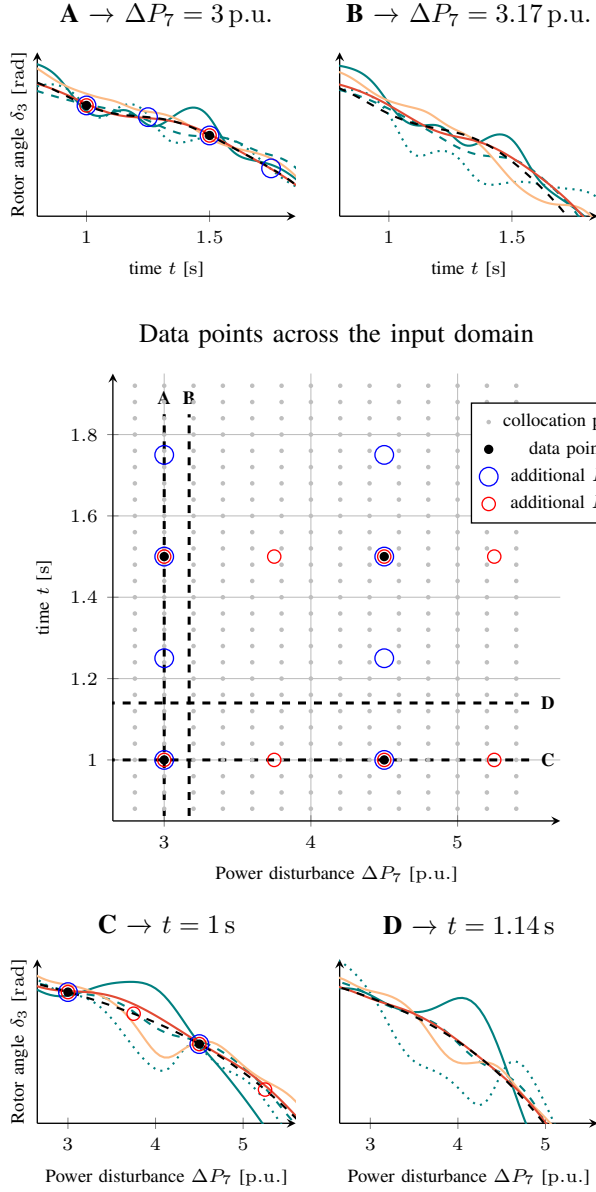 A → ΔP₇ = 3 p.u.
B → ΔP₇ = 3.17 p.u.
Rotor angle δ₃ [rad]
1
1.5
time t [s]
1
1.5
time t [s]
Data points across the input domain
A
B
collocation p
data poin
additional
additional
1.8
1.6
1.4
1.2
1
time t [s]
D
C
3
4
5
Power disturbance ΔP₇ [p.u.]
C → t = 1 s
D → t = 1.14 s
Rotor angle δ₃ [rad]
3
4
5
Power disturbance ΔP₇ [p.u.]
3
4
5
Power disturbance ΔP₇ [p.u.]